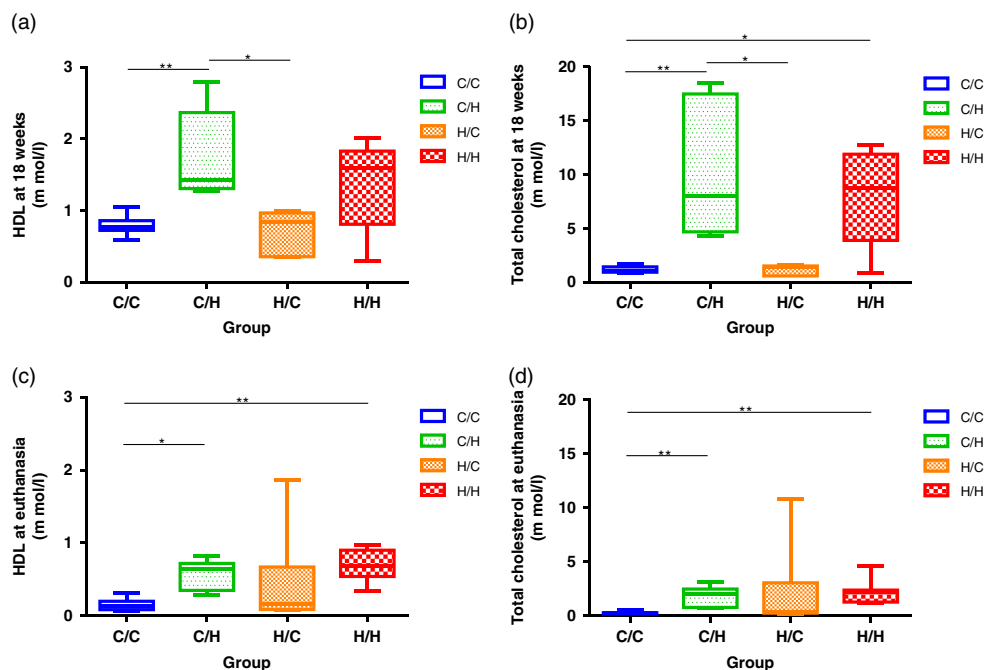 (a)
HDL at 18 weeks
(m mol/l)
3
2
1
0
**
*
C/C
C/H
H/C
H/H
Group
C/C
C/H
H/C
H/H
(b)
Total cholesterol at 18 weeks
(m mol/l)
20
15
10
5
0
*
**
*
C/C
C/H
H/C
H/H
Group
C/C
C/H
H/C
H/H
(c)
HDL at euthanasia
(m mol/l)
3
2
1
0
**
*
C/C
C/H
H/C
H/H
Group
C/C
C/H
H/C
H/H
(d)
Total cholesterol at euthanasia
(m mol/l)
20
15
10
5
0
**
**
C/C
C/H
H/C
H/H
Group
C/C
C/H
H/C
H/H